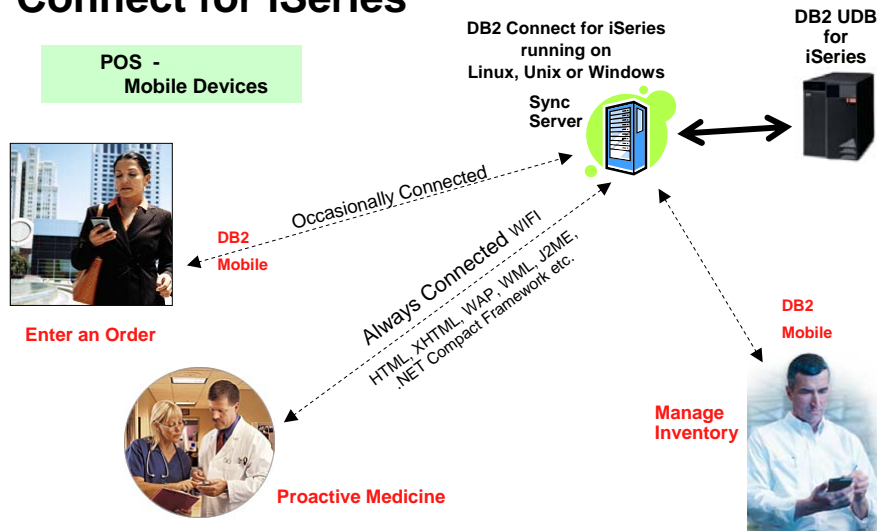 Connect for iSeries
POS -
Mobile Devices
DB2 Connect for iSeries
running on
Linux, Unix or Windows
Sync
Server
DB2 UDB
for
iSeries
Occasionally Connected
DB2
Mobile
Enter an Order
Always Connected WIFI
HTML, XHTML, WAP, WML, J2ME,
.NET Compact Framework etc.
DB2
Mobile
Manage
Inventory
Proactive Medicine